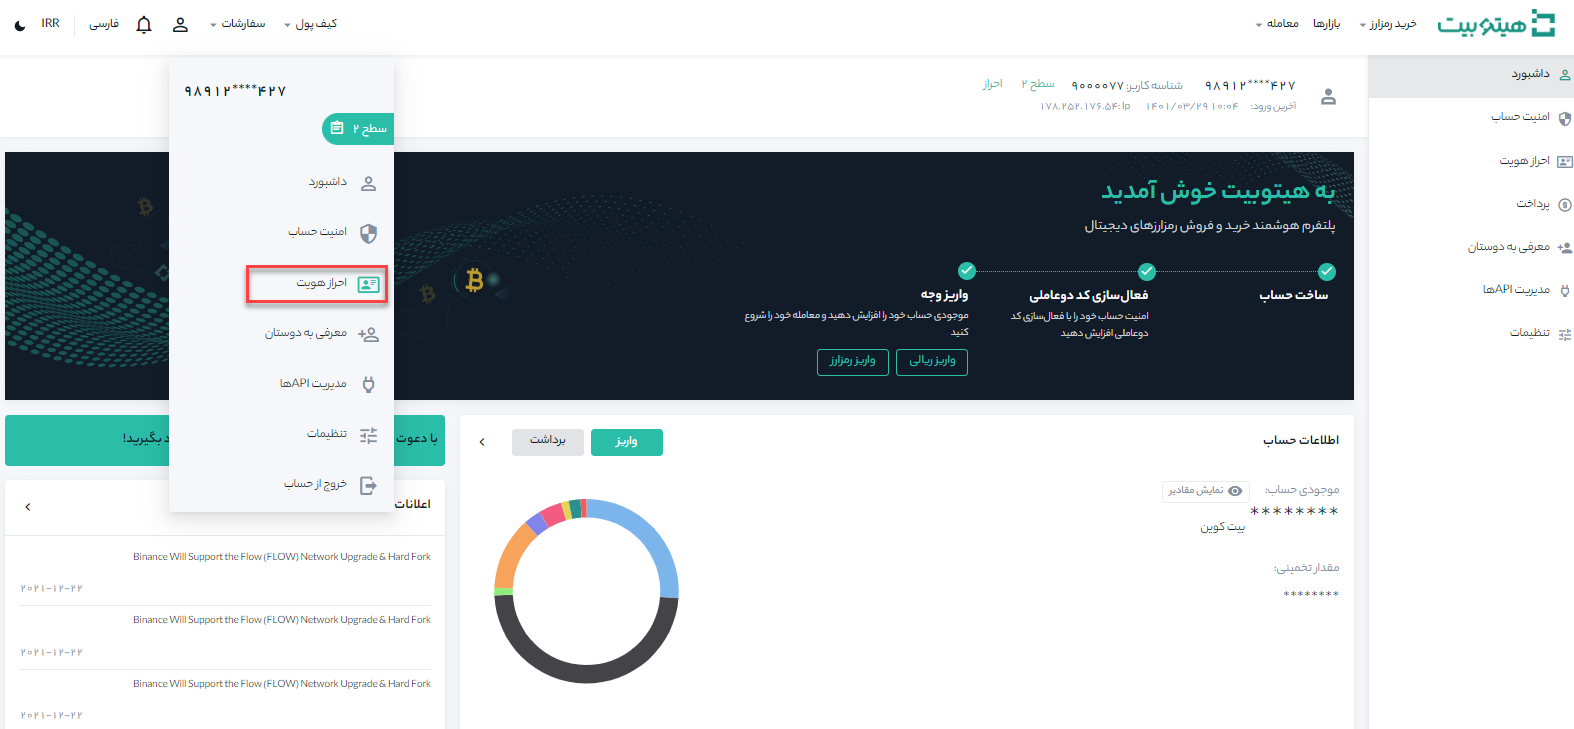 هیتوبیت
خرید رمزارز
بازارها
معامله
کیف پول
سفارشات
فارسی
IRR
داشبورد
امنیت حساب
احراز هویت
پرداخت
معرفی به دوستان
مدیریت APIها
تنظیمات
۹۸۹۱۲****۴۲۷
شناسه کاربر: ۹۰۰۰۰۷۷
سطح ۲
احراز
آخرین ورود: ۱۴۰۱/۰۳/۲۹ ۱۰:۰۴ Ip: ۱۷۸.۲۵۲.۱۷۶.۵۴
۹۸۹۱۲****۴۲۷
سطح ۲
داشبورد
امنیت حساب
احراز هویت
معرفی به دوستان
مدیریت APIها
تنظیمات
خروج از حساب
به هیتوبیت خوش آمدید
پلتفرم هوشمند خرید و فروش رمزارزهای دیجیتال
ساخت حساب
فعال‌سازی کد دوعاملی
امنیت حساب خود را با فعال‌سازی کد
دوعاملی افزایش دهید
واریز وجه
موجودی حساب خود را افزایش دهید و معامله خود را شروع
کنید
واریز ریالی
واریز رمزارز
اطلاعات حساب
واریز
برداشت
موجودی حساب:
نمایش مقادیر
********
بیت کوین
مقدار تخمینی:
********
با دعوت
بگیرید!
اعلانات
Binance Will Support the Flow (FLOW) Network Upgrade & Hard Fork
۲۰۲۱-۱۲-۲۲
Binance Will Support the Flow (FLOW) Network Upgrade & Hard Fork
۲۰۲۱-۱۲-۲۲
Binance Will Support the Flow (FLOW) Network Upgrade & Hard Fork
۲۰۲۱-۱۲-۲۲